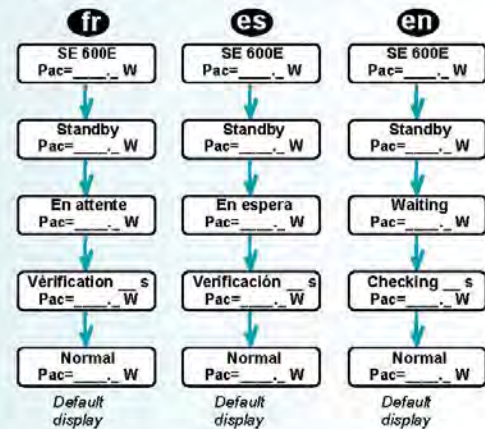 fr
SE 600E
Pac=____._ W
Standby
Pac=____._ W
En attente
Pac=____._ W
Vérification __ s
Pac=____._ W
Normal
Pac=____._ W
Default
display
es
SE 600E
Pac=____._ W
Standby
Pac=____._ W
En espera
Pac=____._ W
Verificación __ s
Pac=____._ W
Normal
Pac=____._ W
Default
display
en
SE 600E
Pac=____._ W
Standby
Pac=____._ W
Waiting
Pac=____._ W
Checking __ s
Pac=____._ W
Normal
Pac=____._ W
Default
display